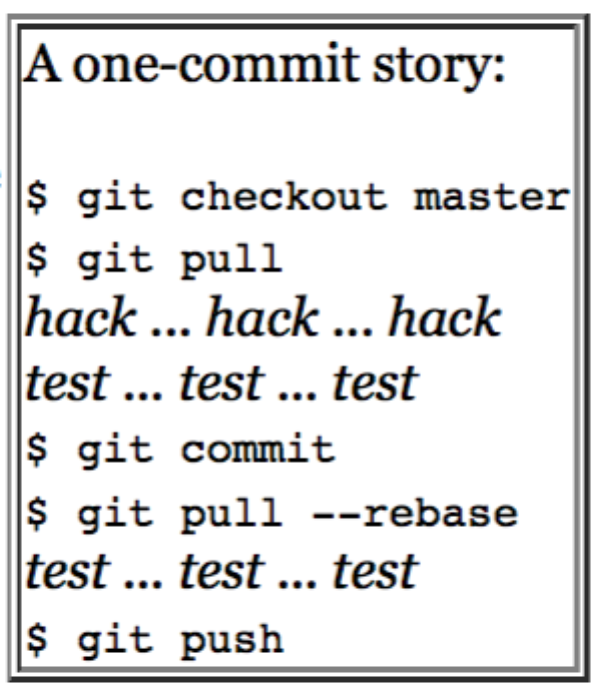 A one-commit story:
$ git checkout master
$ git pull
hack ... hack ... hack
test ... test ... test
$ git commit
$ git pull --rebase
test ... test ... test
$ git push